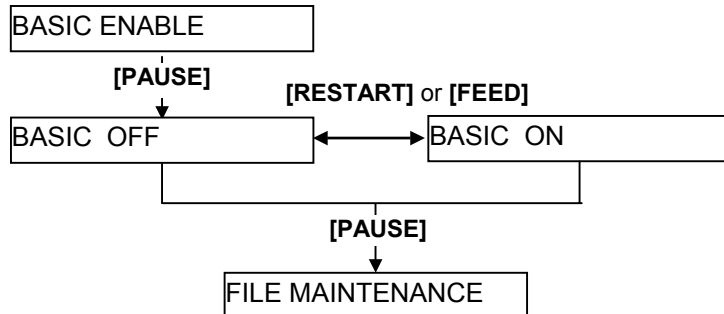 BASIC ENABLE
[PAUSE]
[RESTART] or [FEED]
BASIC  OFF
BASIC  ON
[PAUSE]
FILE MAINTENANCE